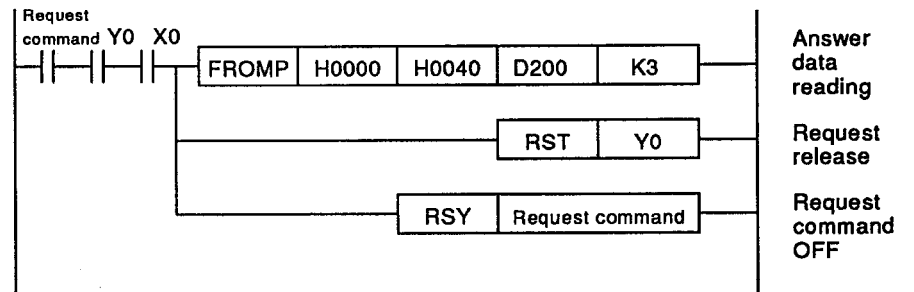 Request
command Y0 X0
FROMP H0000 H0040 D200 K3
Answer
data
reading
RST Y0
Request
release
RSY Request command
Request
command
OFF